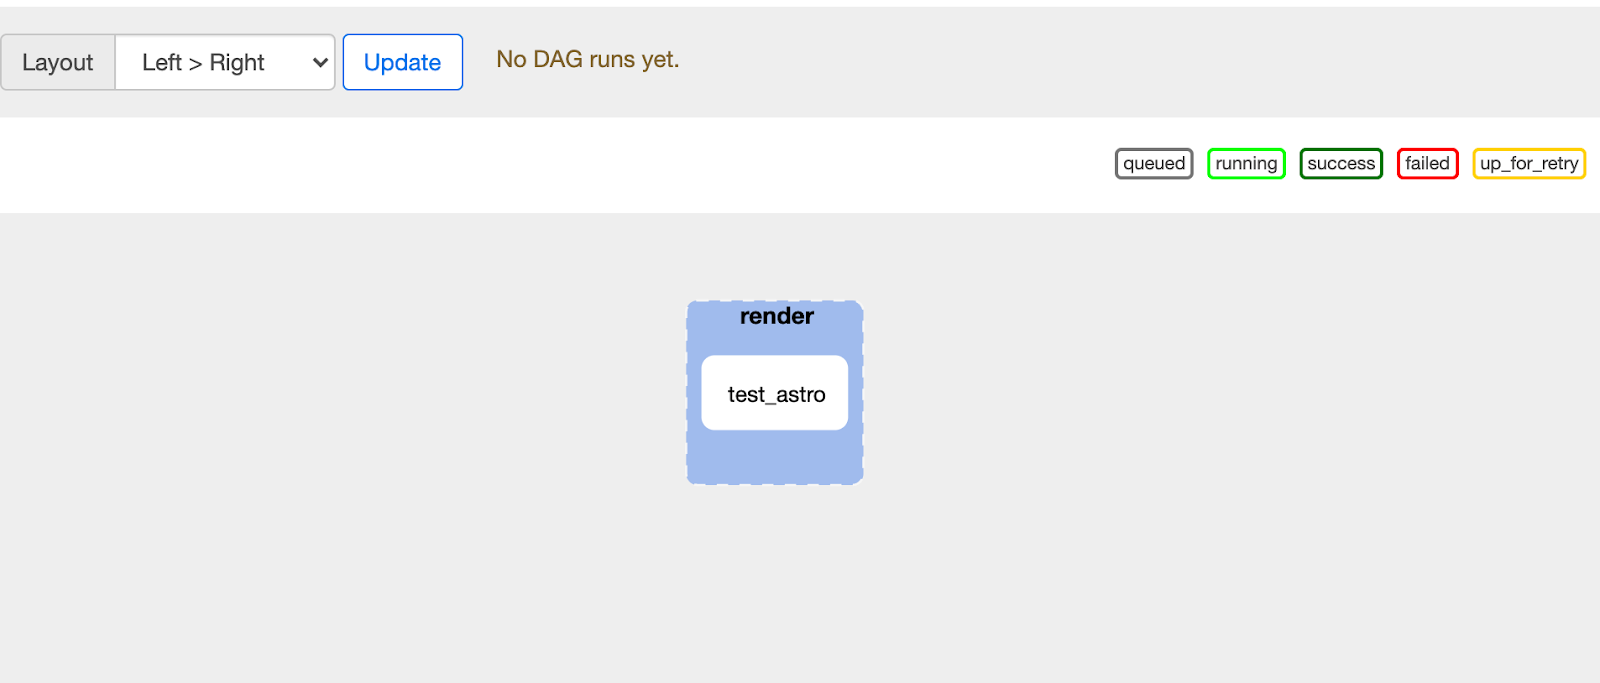 Layout Left > Right Update No DAG runs yet.
queued running success failed up_for_retry
render
test_astro